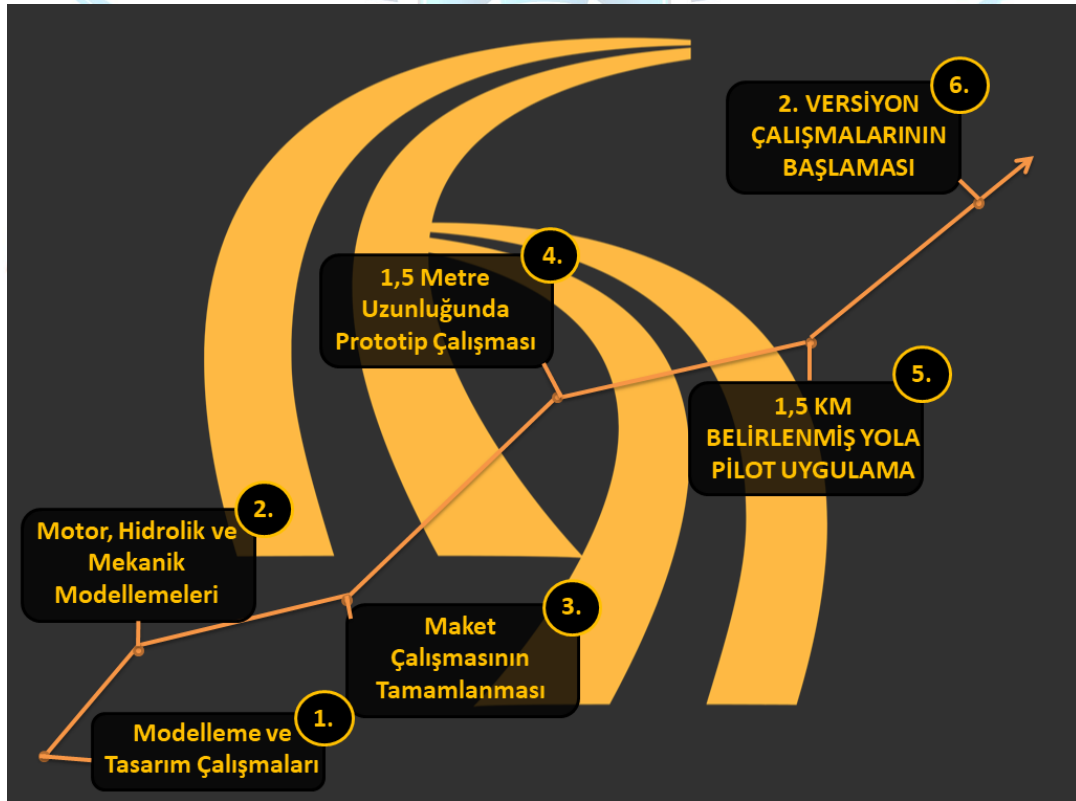 1.
Modelleme ve
Tasarım Çalışmaları
2.
Motor, Hidrolik ve
Mekanik
Modellemeleri
3.
Maket
Çalışmasının
Tamamlanması
4.
1,5 Metre
Uzunluğunda
Prototip Çalışması
5.
1,5 KM
BELİRLENMİŞ YOLA
PİLOT UYGULAMA
6.
2. VERSİYON
ÇALIŞMALARININ
BAŞLAMASI